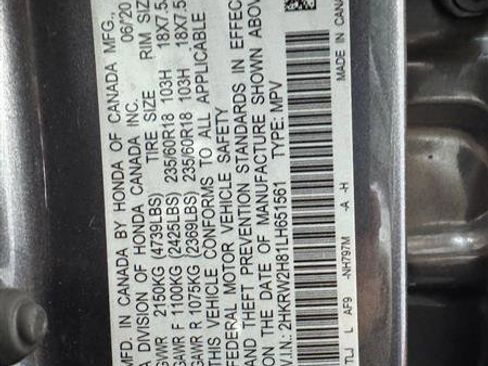 MFD. IN CANADA BY HONDA OF CANADA MFG. 06/20
A DIVISION OF HONDA CANADA INC.
TIRE SIZE RIM SIZE
GVWR 2150KG (4739LBS)
GAWR F 1100KG (2425LBS) 235/60R18 103H 18X7.5
GAWR R 1075KG (2369LBS) 235/60R18 103H 18X7.5
THIS VEHICLE CONFORMS TO ALL APPLICABLE
FEDERAL MOTOR VEHICLE SAFETY
AND THEFT PREVENTION STANDARDS IN EFFECT
ON THE DATE OF MANUFACTURE SHOWN ABOV
V.I.N.: 2HKRW2H81LH651561 TYPE: MPV
TLJ L AF9 -NH797M -A -H MADE IN CANA